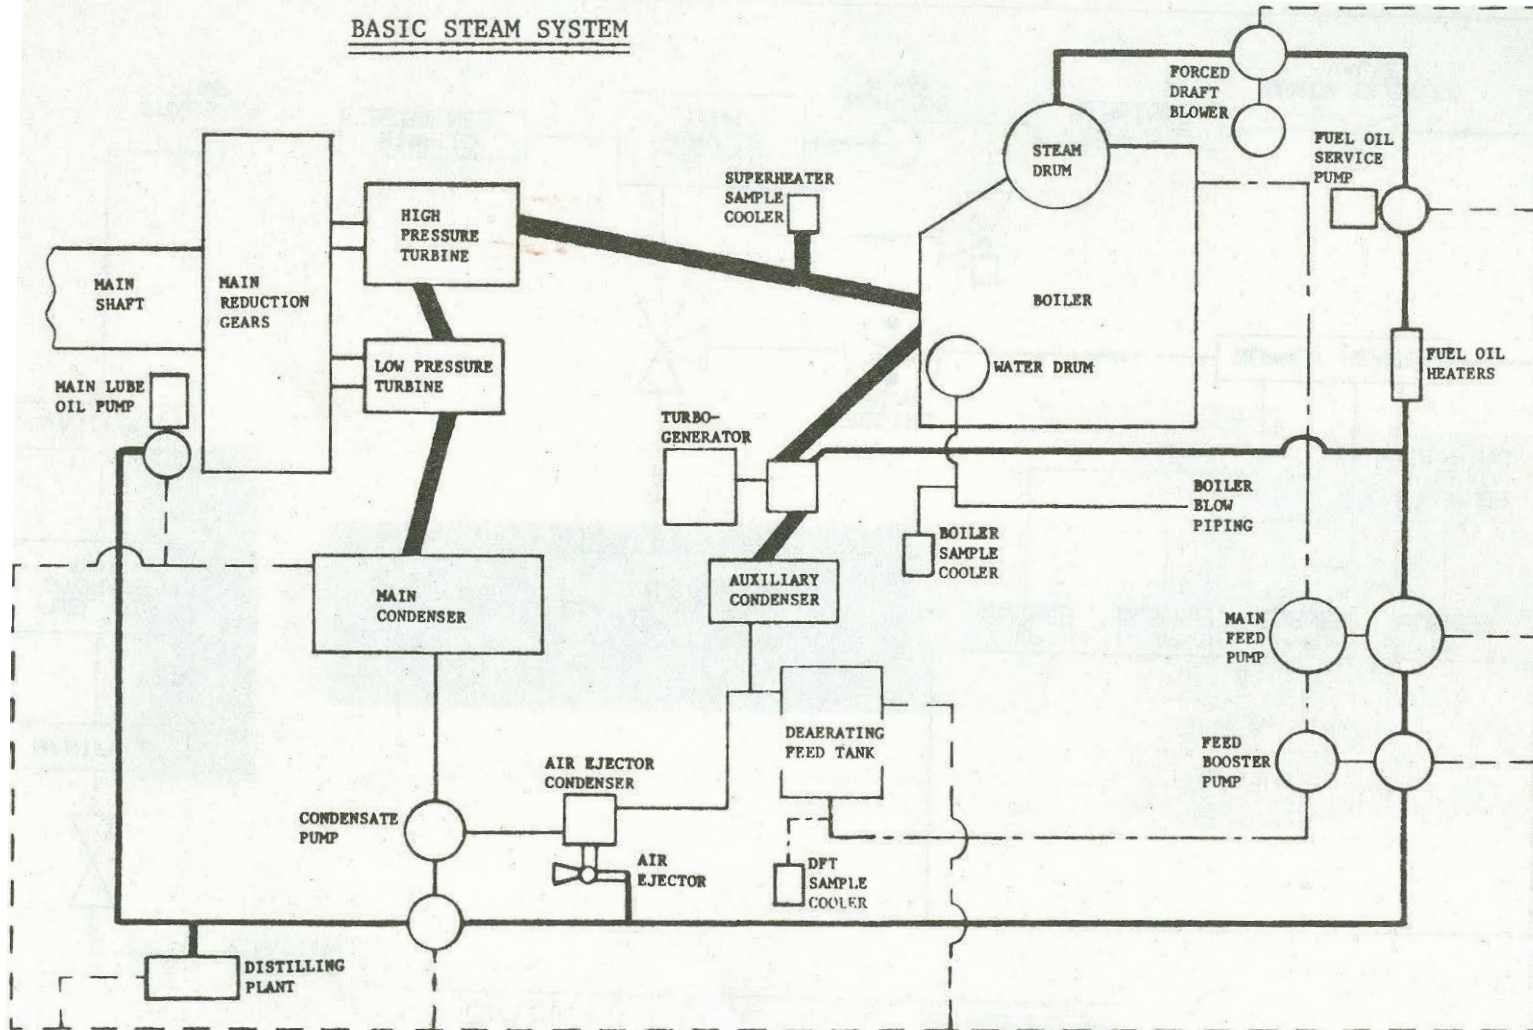 BASIC STEAM SYSTEM
FORCED
DRAFT
BLOWER
FUEL OIL
SERVICE
PUMP
STEAM
DRUM
SUPERHEATER
SAMPLE
COOLER
HIGH
PRESSURE
TURBINE
MAIN
SHAFT
MAIN
REDUCTION
GEARS
BOILER
LOW PRESSURE
TURBINE
WATER DRUM
FUEL OIL
HEATERS
MAIN LUBE
OIL PUMP
TURBO-
GENERATOR
BOILER
BLOW
PIPING
BOILER
SAMPLE
COOLER
AUXILIARY
CONDENSER
MAIN
CONDENSER
MAIN
FEED
PUMP
DEAERATING
FEED TANK
FEED
BOOSTER
PUMP
AIR EJECTOR
CONDENSER
CONDENSATE
PUMP
AIR
EJECTOR
DFT
SAMPLE
COOLER
DISTILLING
PLANT